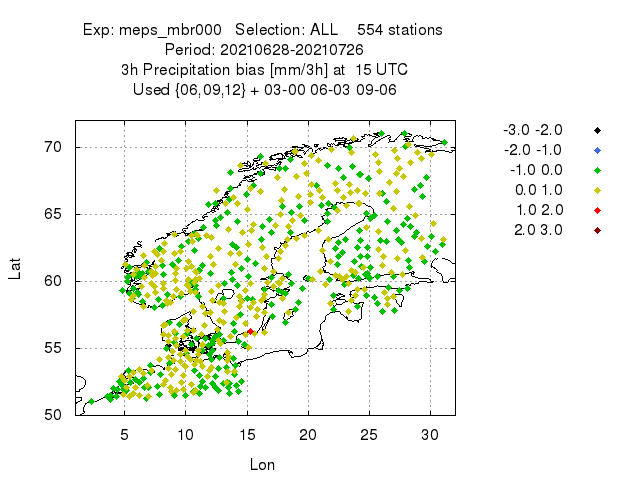 Exp: meps_mbr000   Selection: ALL    554 stations
Period: 20210628-20210726
3h Precipitation bias [mm/3h] at  15 UTC
Used {06,09,12} + 03-00 06-03 09-06
-3.0 -2.0
-2.0 -1.0
-1.0 0.0
0.0 1.0
1.0 2.0
2.0 3.0
70
65
60
55
50
Lat
5 10 15 20 25 30
Lon